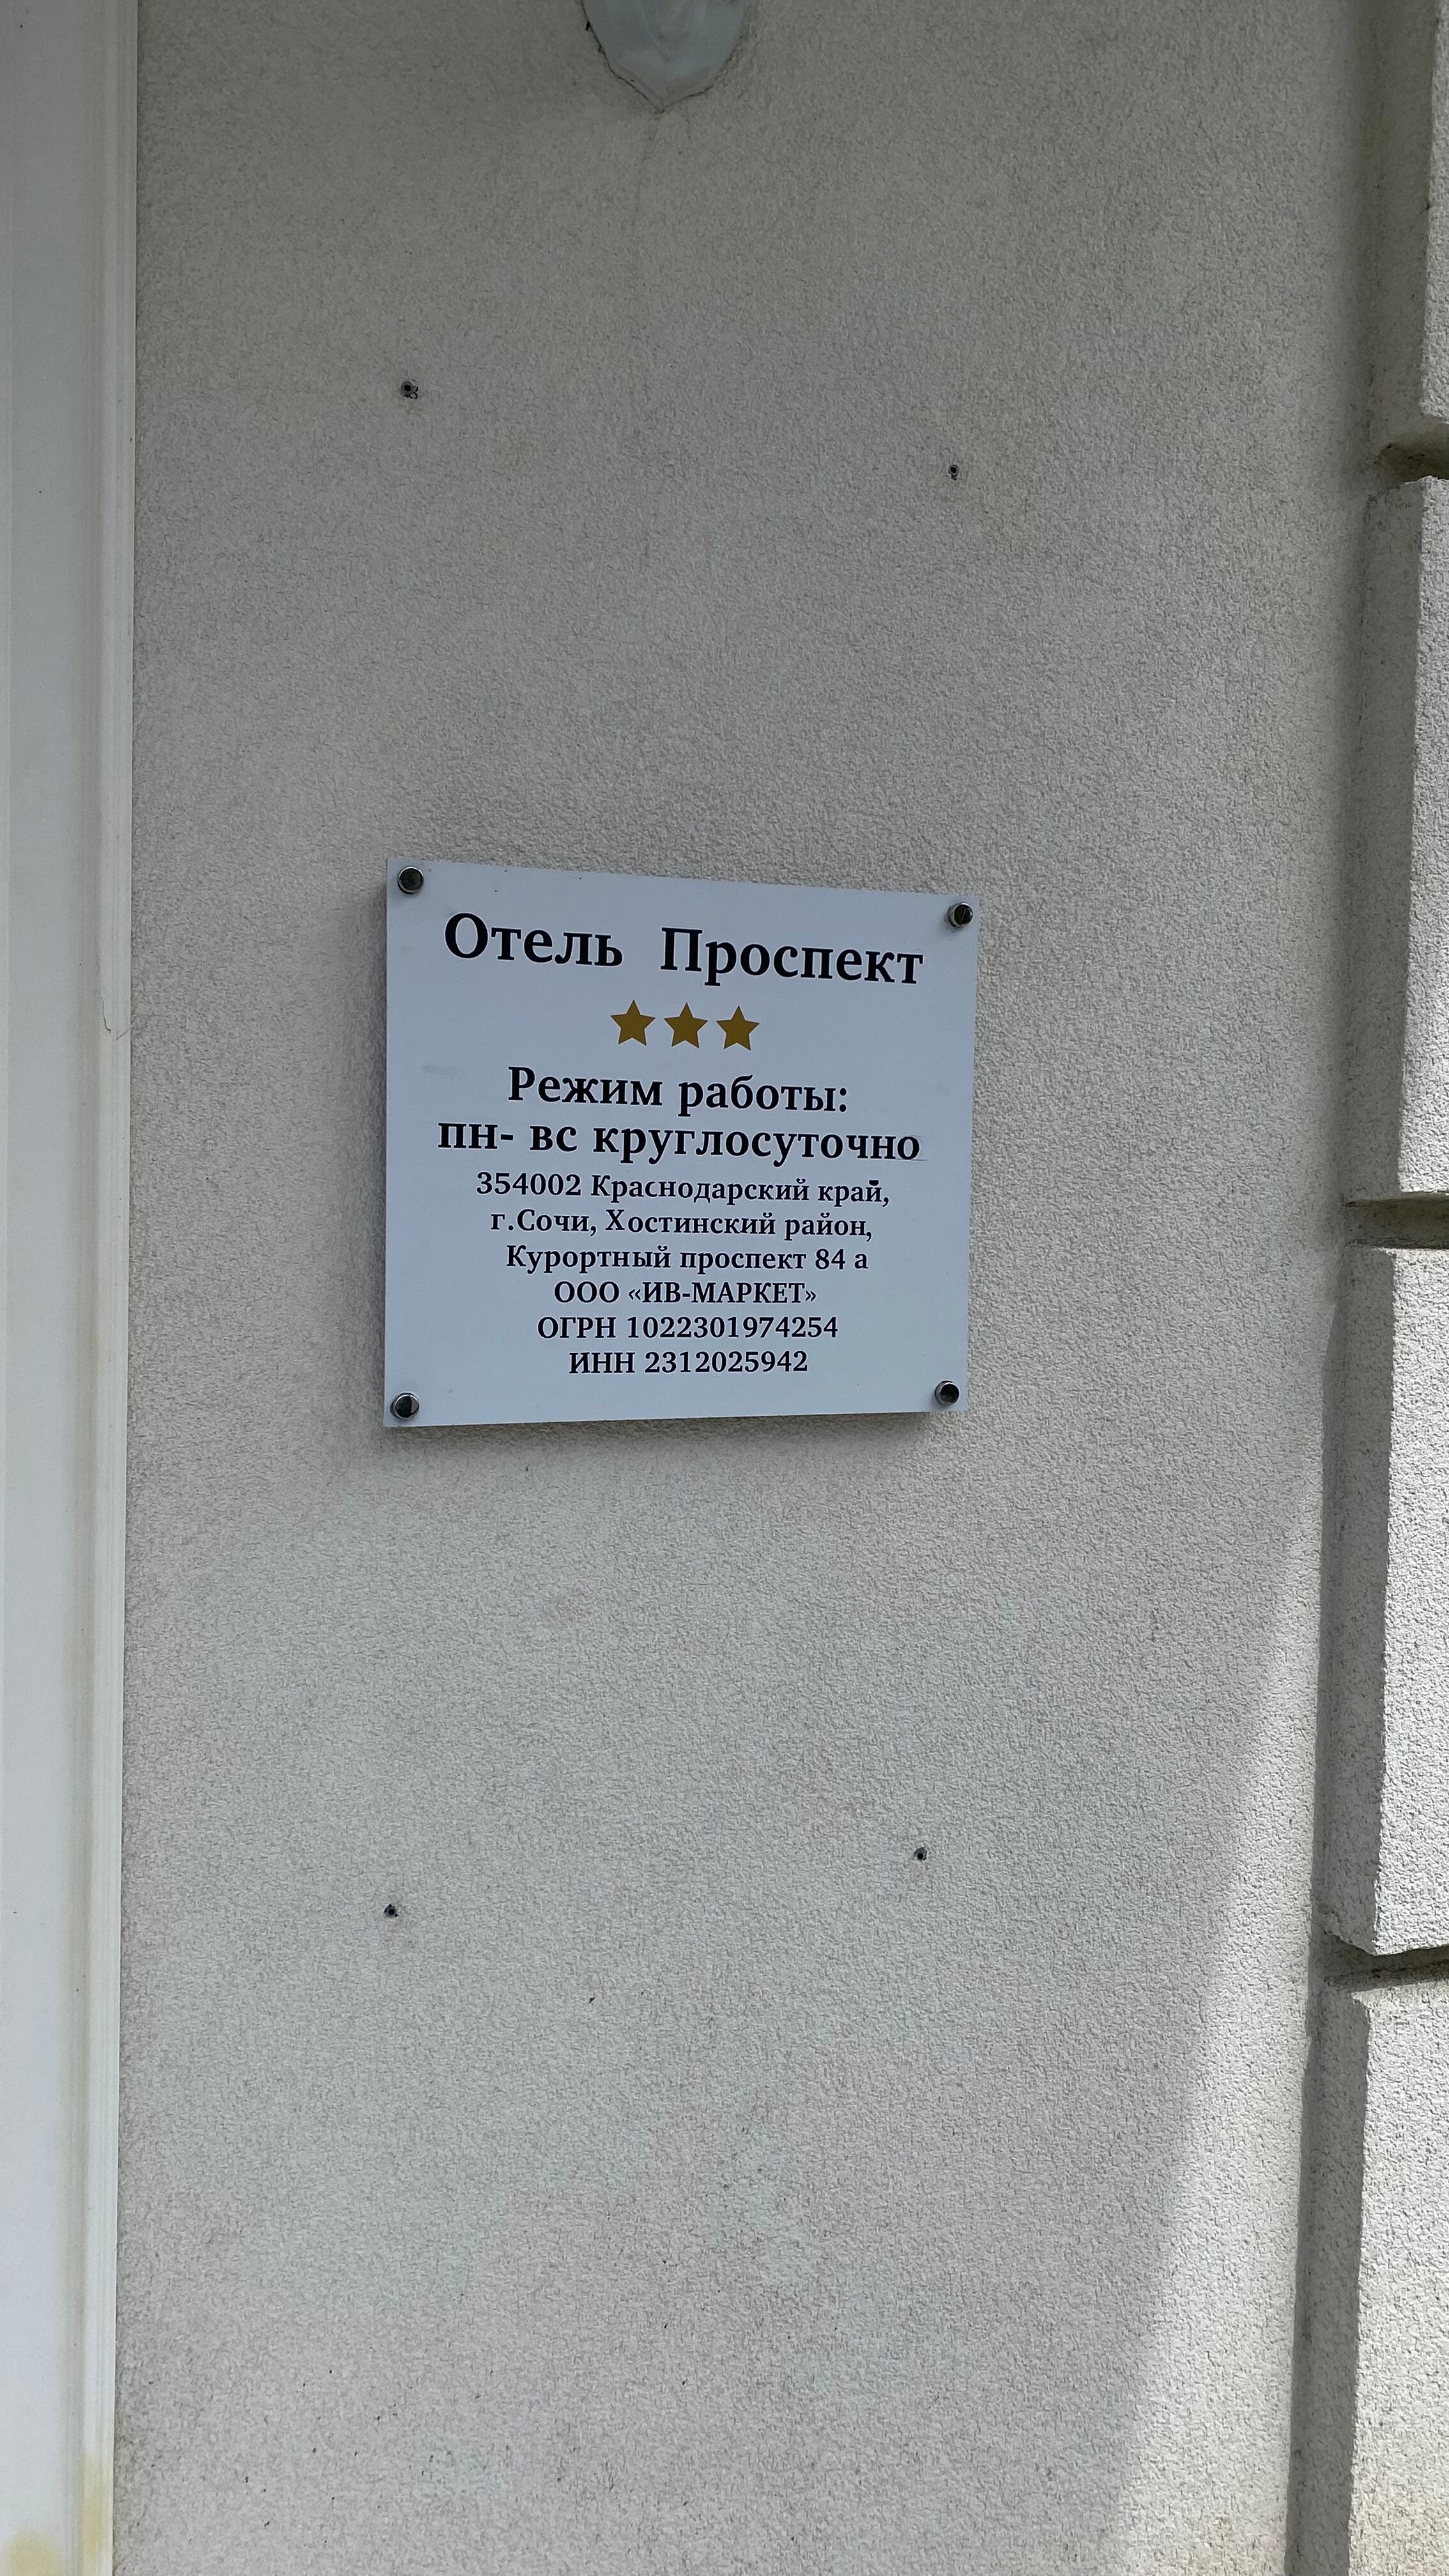 Отель Проспект
Режим работы:
пн- вс круглосуточно
354002 Краснодарский край,
г.Сочи, Хостинский район,
Курортный проспект 84 а
ООО «ИВ-МАРКЕТ»
ОГРН 1022301974254
ИНН 2312025942